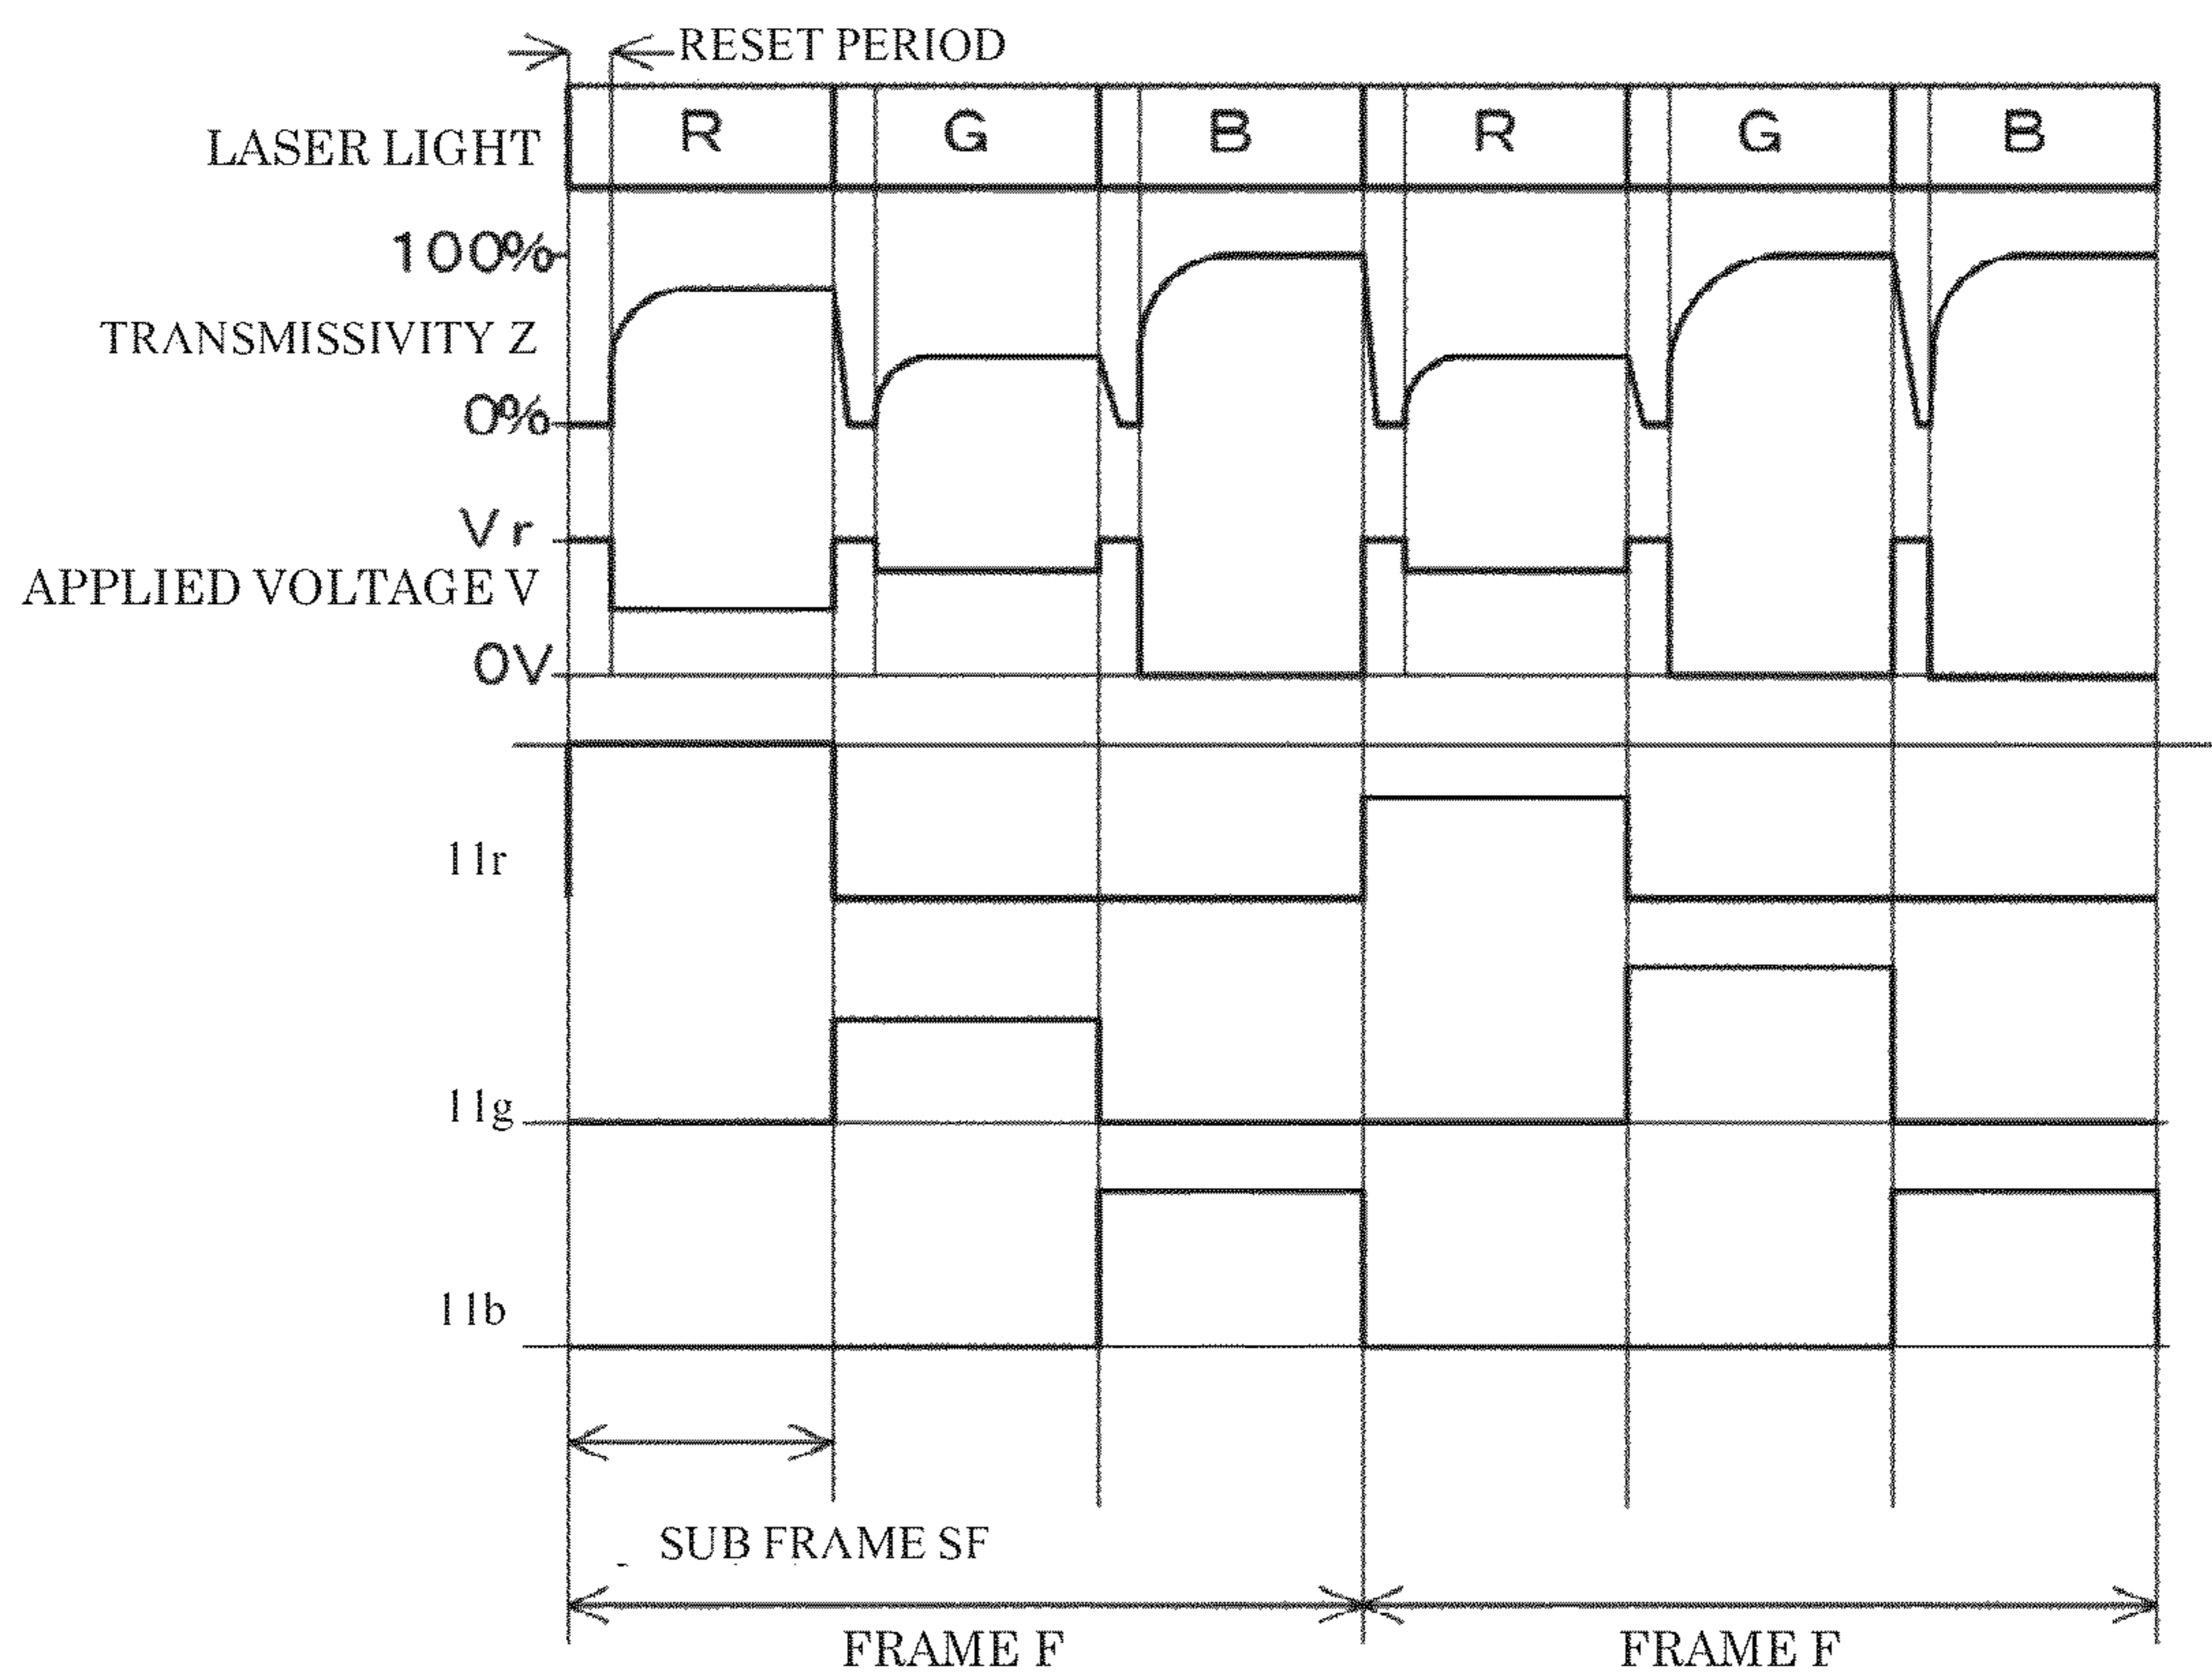 RESET PERIOD
LASER LIGHT R G B R G B
100%
TRANSMISSIVITY Z
0%
Vr
APPLIED VOLTAGE V
0V
11r
11g
11b
SUB FRAME SF
FRAME F FRAME F